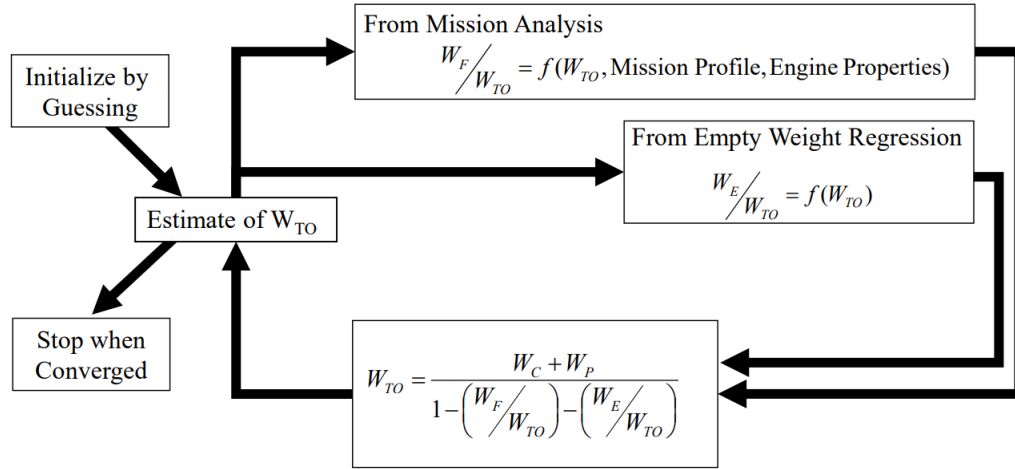 From Mission Analysis
W_F/W_TO = f(W_TO, Mission Profile, Engine Properties)
Initialize by
Guessing
From Empty Weight Regression
W_E/W_TO = f(W_TO)
Estimate of W_TO
Stop when
Converged
W_TO = (W_C + W_P) / (1 − (W_F/W_TO) − (W_E/W_TO))